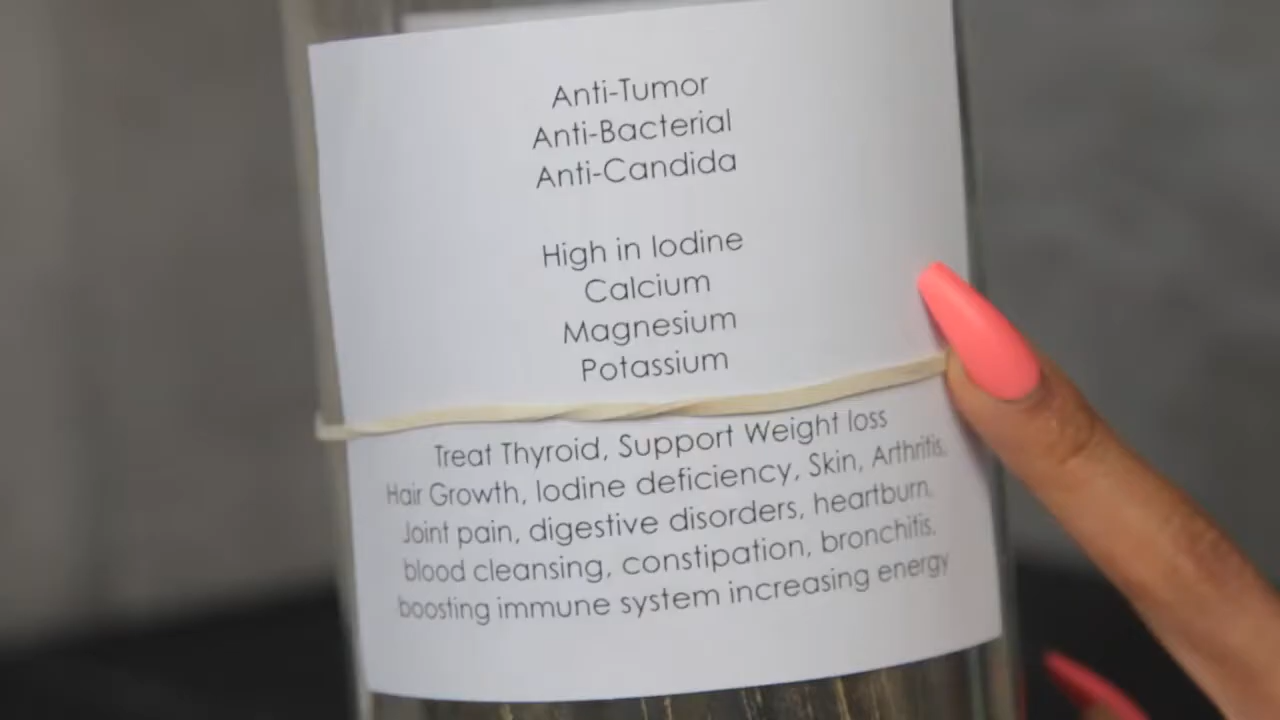 Anti-Tumor
Anti-Bacterial
Anti-Candida
High in Iodine
Calcium
Magnesium
Potassium
Treat Thyroid, Support Weight loss
Hair Growth, Iodine deficiency, Skin, Arthritis,
Joint pain, digestive disorders, heartburn,
blood cleansing, constipation, bronchitis,
boosting immune system increasing energy